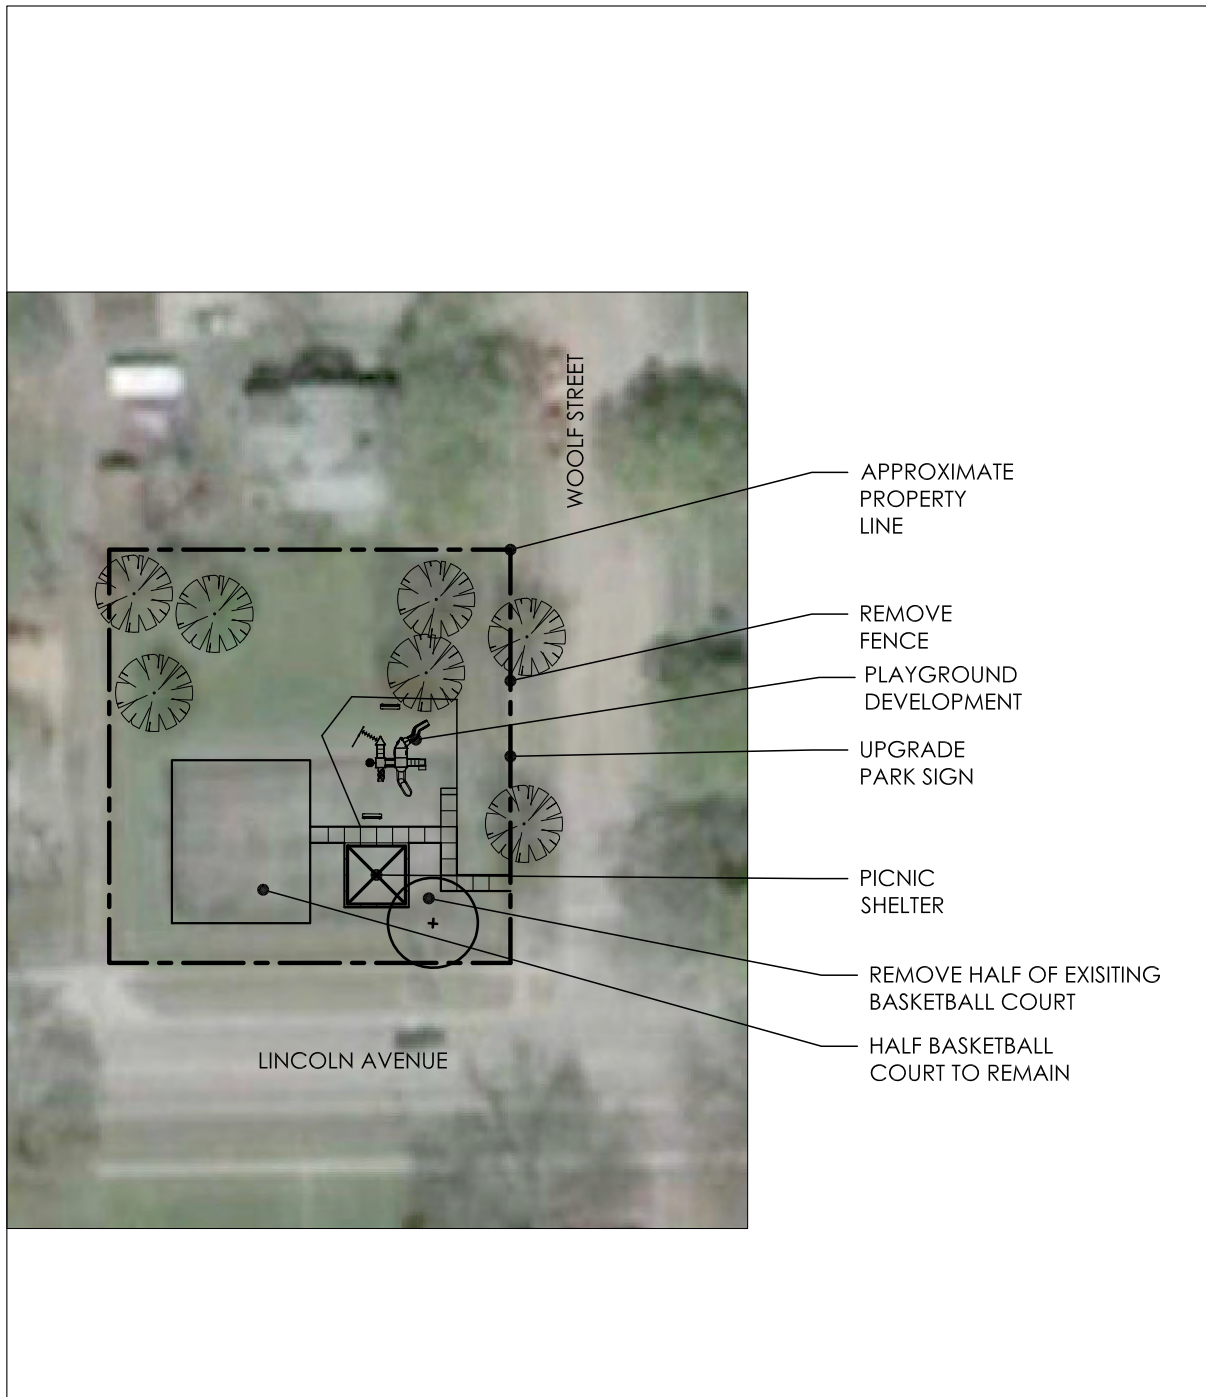 WOOLF STREET
APPROXIMATE
PROPERTY
LINE
REMOVE
FENCE
PLAYGROUND
DEVELOPMENT
UPGRADE
PARK SIGN
PICNIC
SHELTER
REMOVE HALF OF EXISITING
BASKETBALL COURT
HALF BASKETBALL
COURT TO REMAIN
LINCOLN AVENUE